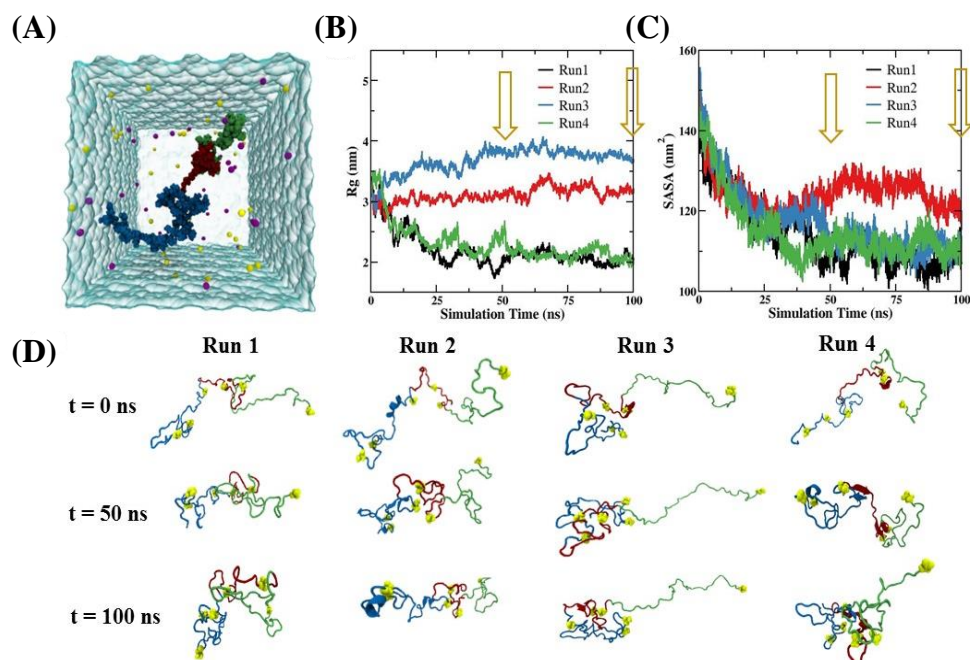 (A)
(B)
5
4
3
2
Rg (nm)
0
25
50
75
100
Simulation Time (ns)
Run1
Run2
Run3
Run4
(C)
160
140
120
100
SASA (nm²)
0
25
50
75
100
Simulation Time (ns)
Run1
Run2
Run3
Run4
(D)
Run 1
Run 2
Run 3
Run 4
t = 0 ns
t = 50 ns
t = 100 ns